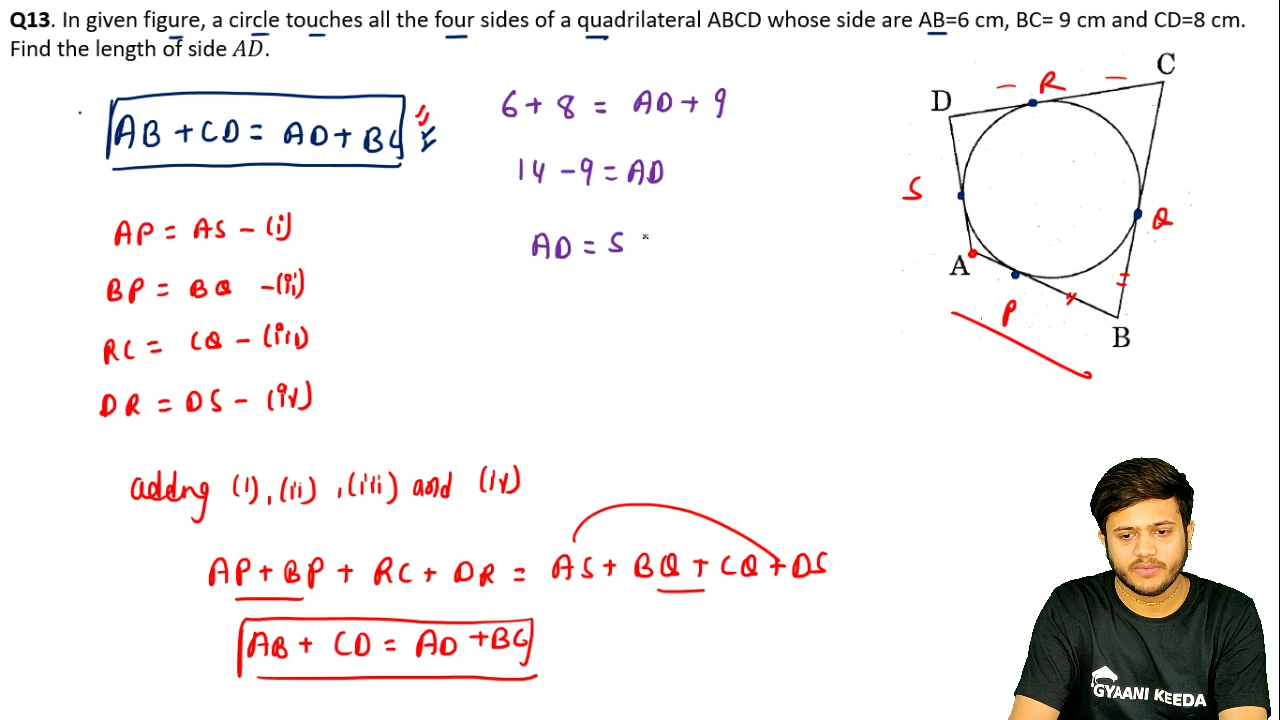 Q13. In given figure, a circle touches all the four sides of a quadrilateral ABCD whose side are AB=6 cm, BC= 9 cm and CD=8 cm.
Find the length of side AD.
AB + CD = AD + BC
6 + 8 = AD + 9
14 - 9 = AD
AD = 5
AP = AS - (i)
BP = BQ - (ii)
RC = CQ - (iii)
DR = DS - (iv)
addng (i), (ii), (iii) and (iv)
AP + BP + RC + DR = AS + BQ + CQ + DS
AB + CD = AD + BC
C
R
D
S
Q
A
P
B
GYAANI KEEDA